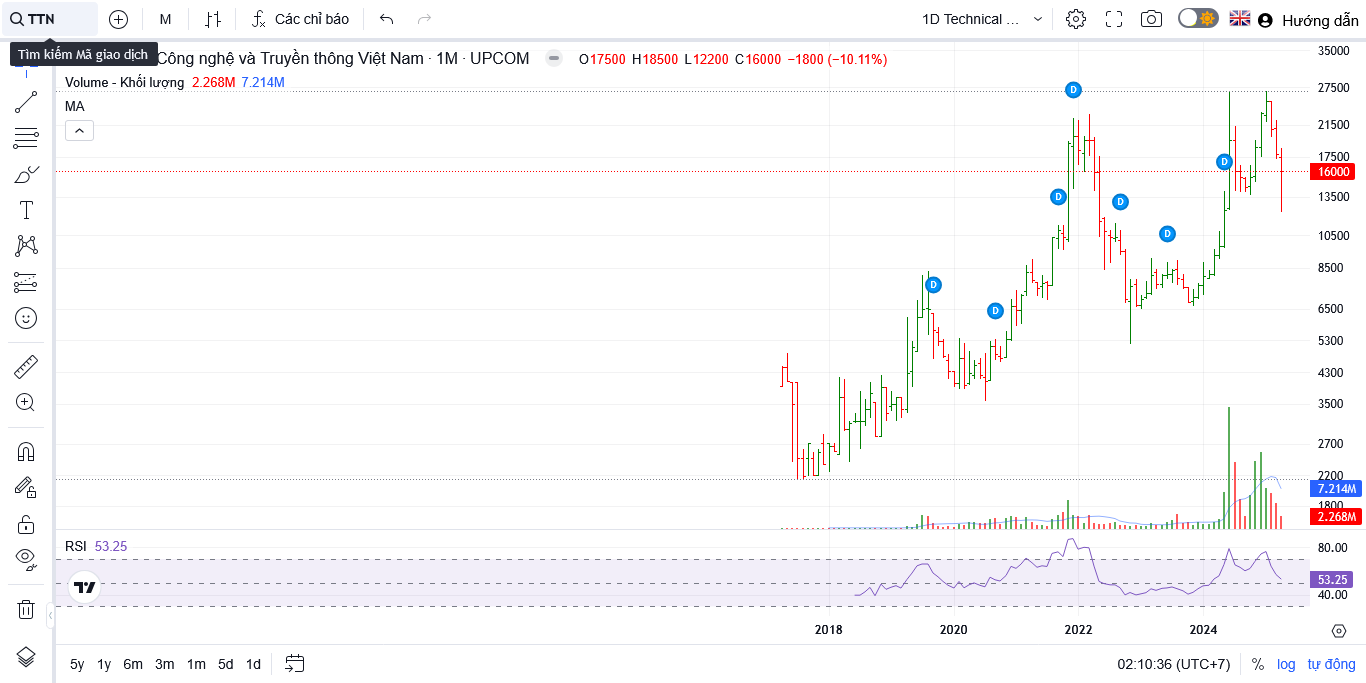 TTN M Các chỉ báo 1D Technical ... Hướng dẫn
Tìm kiếm Mã giao dịch
Công nghệ và Truyền thông Việt Nam · 1M · UPCOM O17500 H18500 L12200 C16000 −1800 (−10.11%)
Volume - Khối lượng 2.268M 7.214M
MA
35000
27500
21500
17500
16000
13500
10500
8500
6500
5300
4300
3500
2700
2200
7.214M
1800
2.268M
D
D
D
D
D
D
D
D
RSI 53.25
80.00
53.25
40.00
2018 2020 2022 2024
5y 1y 6m 3m 1m 5d 1d 02:10:36 (UTC+7) % log tự động